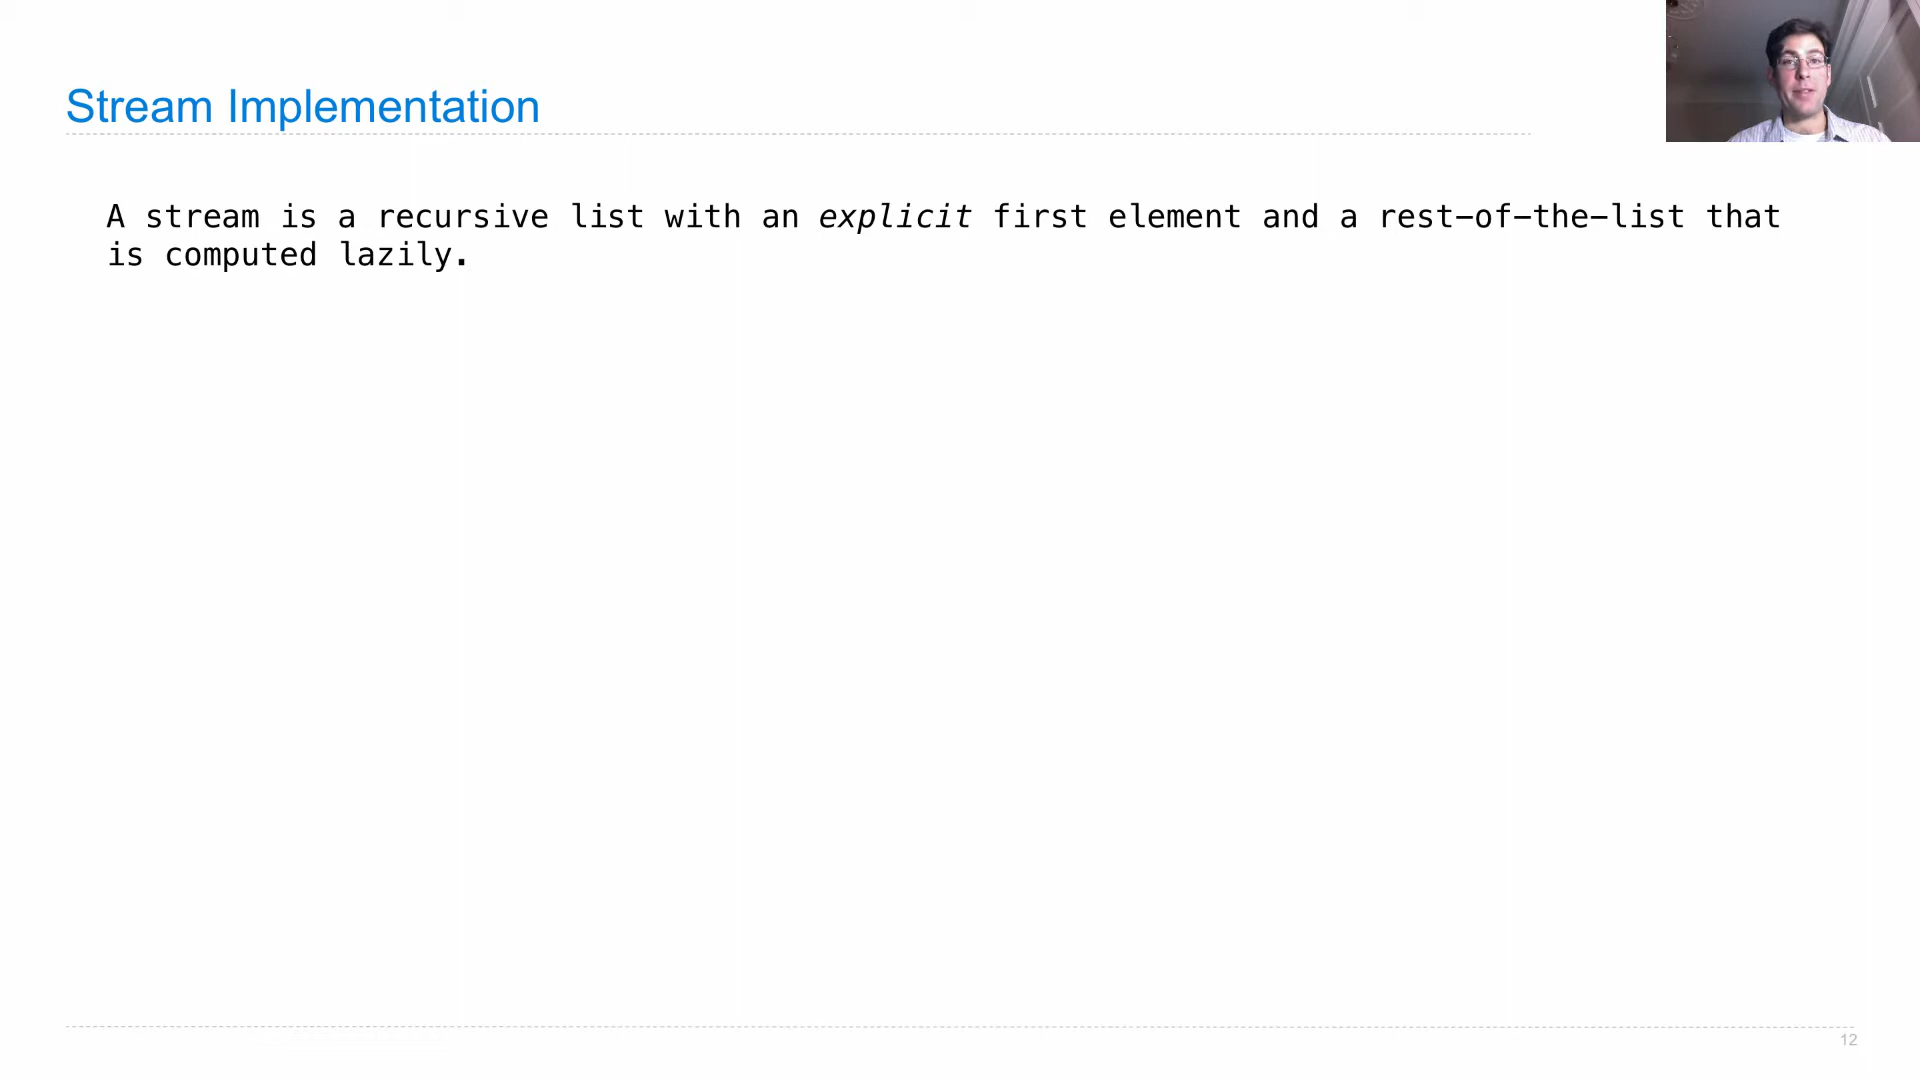 Stream Implementation
A stream is a recursive list with an explicit first element and a rest-of-the-list that
is computed lazily.
12